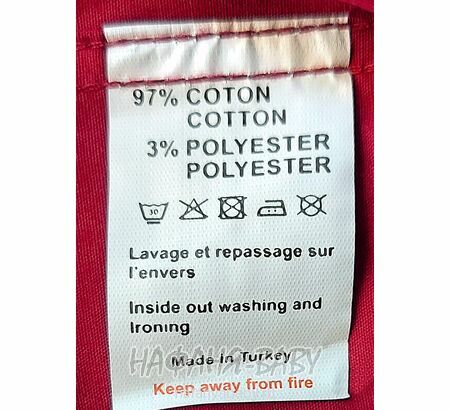 97% COTON
COTTON
3% POLYESTER
POLYESTER
30
Lavage et repassage sur
l'envers
Inside out washing and
Ironing
НАФАНЯ-BABY
Made in Turkey
Keep away from fire